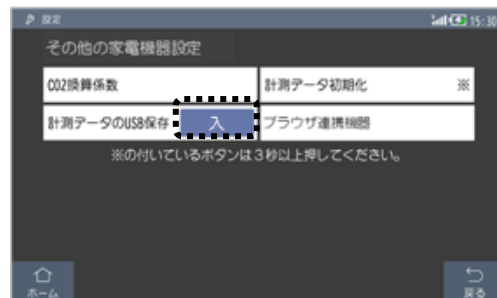 設定 15:30
その他の家電機器設定
CO2換算係数 計測データ初期化 ※
計測データのUSB保存 入 ブラウザ連携機器
※の付いているボタンは3秒以上押してください。
ホーム 戻る